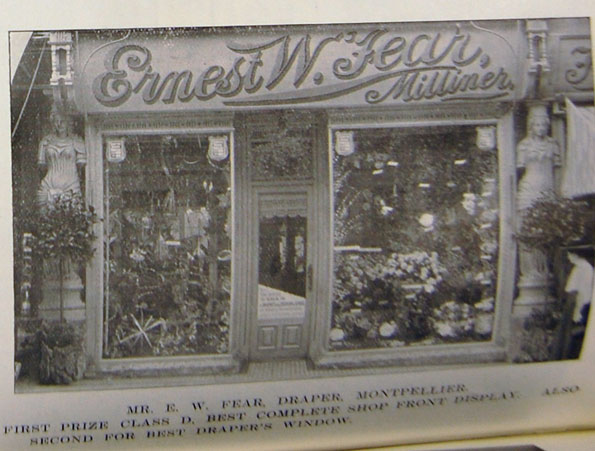 Ernest W. Fear,
Milliner.
MR. E. W. FEAR, DRAPER, MONTPELLIER.
FIRST PRIZE CLASS D, BEST COMPLETE SHOP FRONT DISPLAY. ALSO
SECOND FOR BEST DRAPER'S WINDOW.